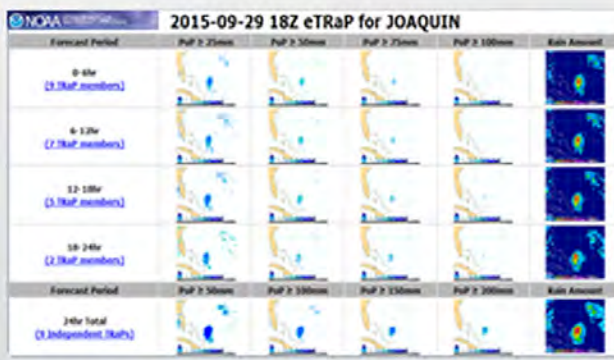 NOAA
2015-09-29 18Z eTRaP for JOAQUIN
Forecast Period PoP ≥ 25mm PoP ≥ 50mm PoP ≥ 75mm PoP ≥ 100mm Rain Amount
0-6hr
(9 TRaP members)
6-12hr
(7 TRaP members)
12-18hr
(5 TRaP members)
18-24hr
(2 TRaP members)
Forecast Period PoP ≥ 50mm PoP ≥ 100mm PoP ≥ 150mm PoP ≥ 200mm Rain Amount
24hr Total
(9 Independent TRaPs)